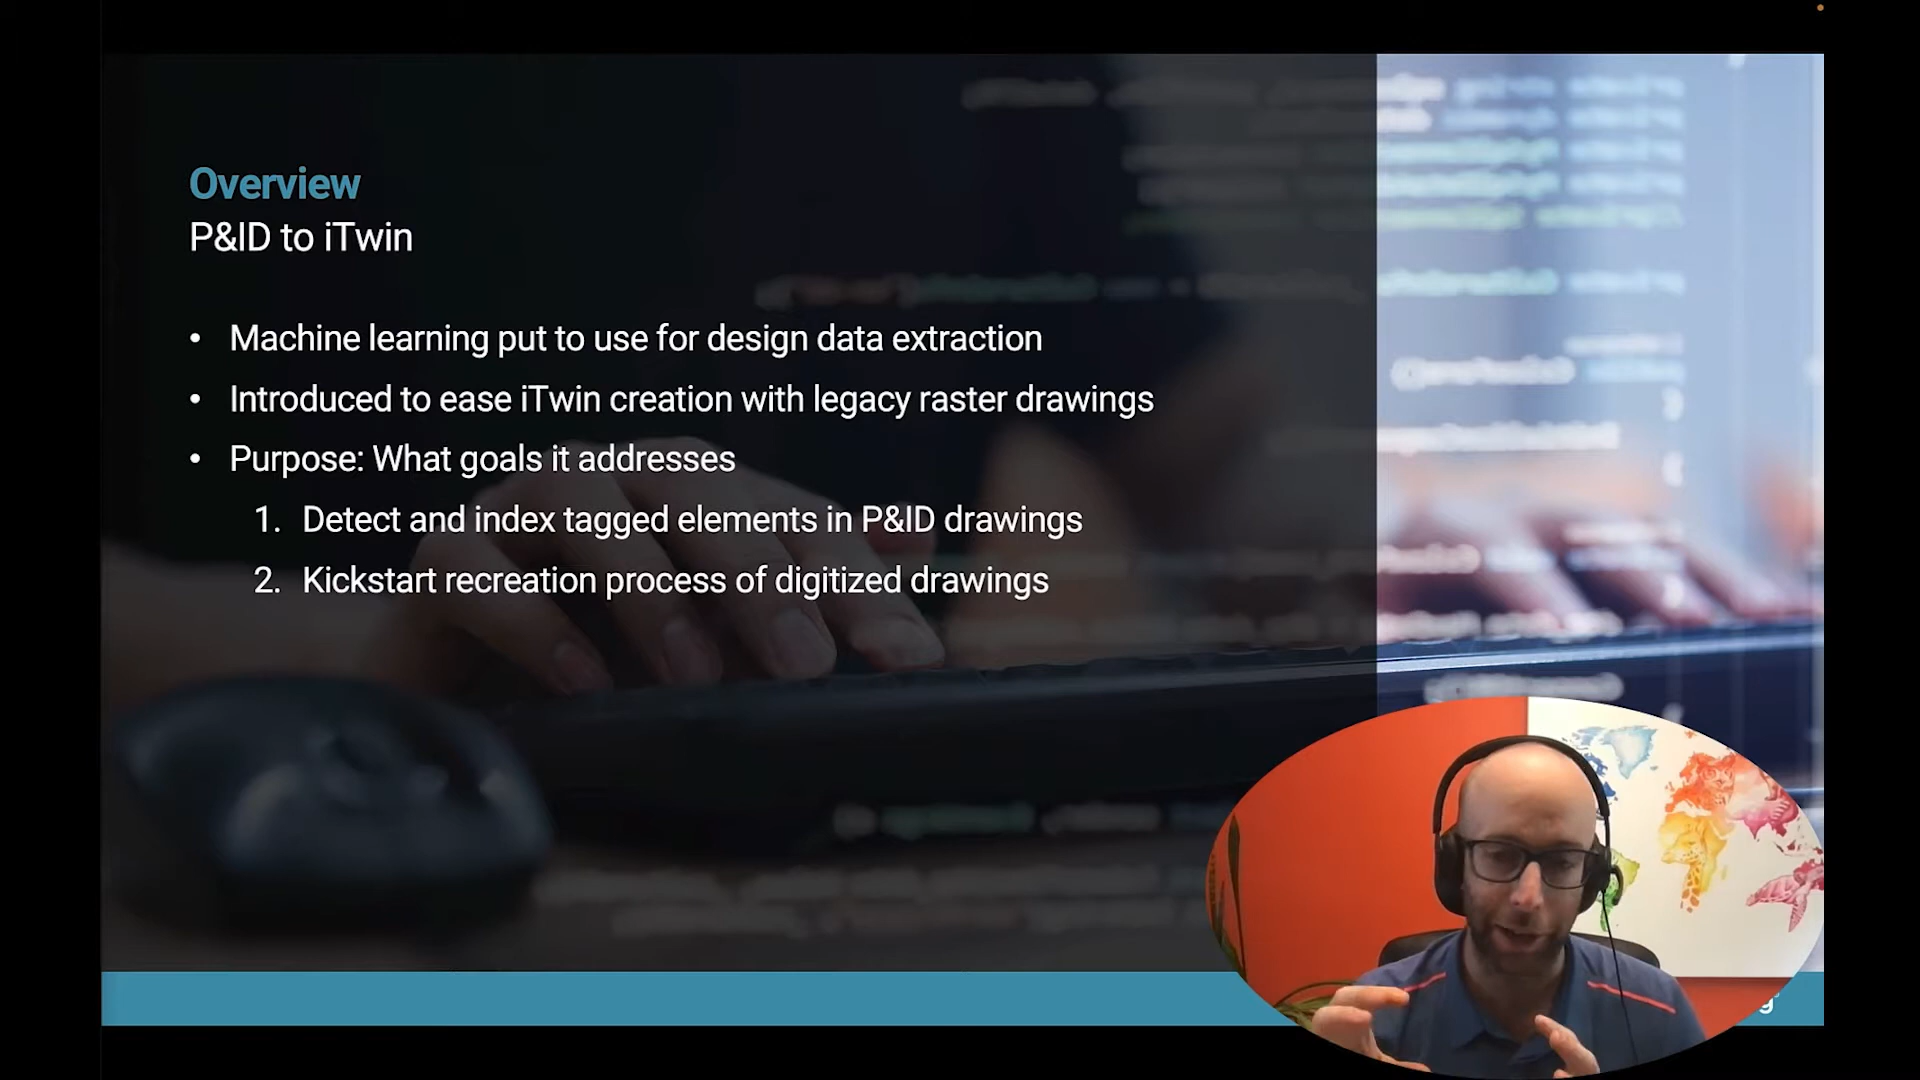 Overview
P&ID to iTwin
• Machine learning put to use for design data extraction
• Introduced to ease iTwin creation with legacy raster drawings
• Purpose: What goals it addresses
1. Detect and index tagged elements in P&ID drawings
2. Kickstart recreation process of digitized drawings